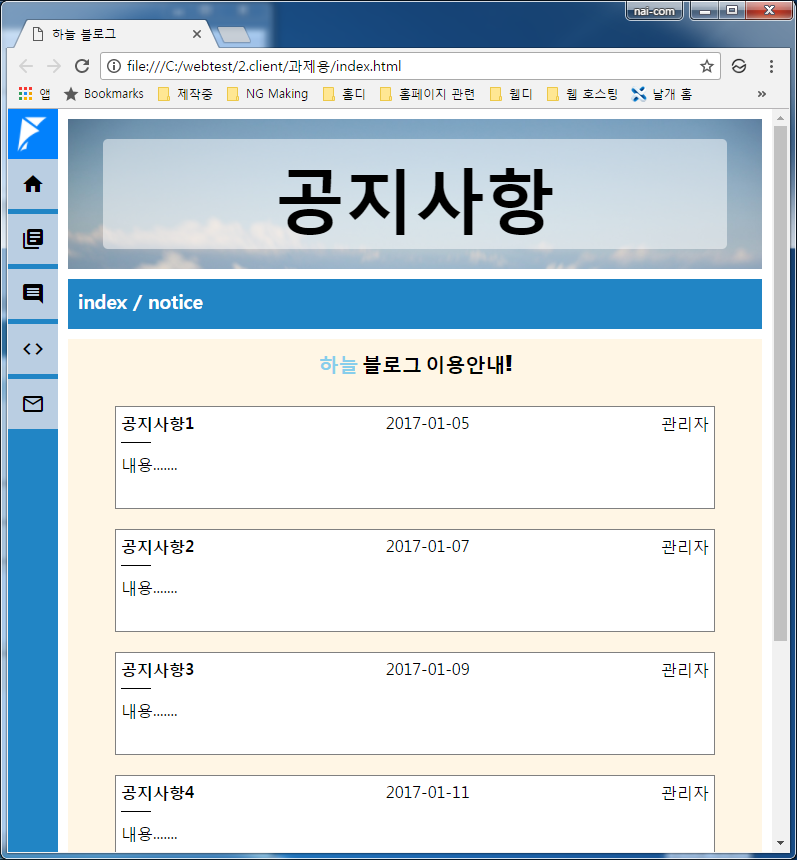 nai-com
하늘 블로그
file:///C:/webtest/2.client/과제용/index.html
앱 Bookmarks 제작중 NG Making 홈디 홈페이지 관련 웹디 웹 호스팅 날개 홈 »
공지사항
index / notice
하늘 블로그 이용안내!
공지사항1 2017-01-05 관리자
내용.......
공지사항2 2017-01-07 관리자
내용.......
공지사항3 2017-01-09 관리자
내용.......
공지사항4 2017-01-11 관리자
내용.......